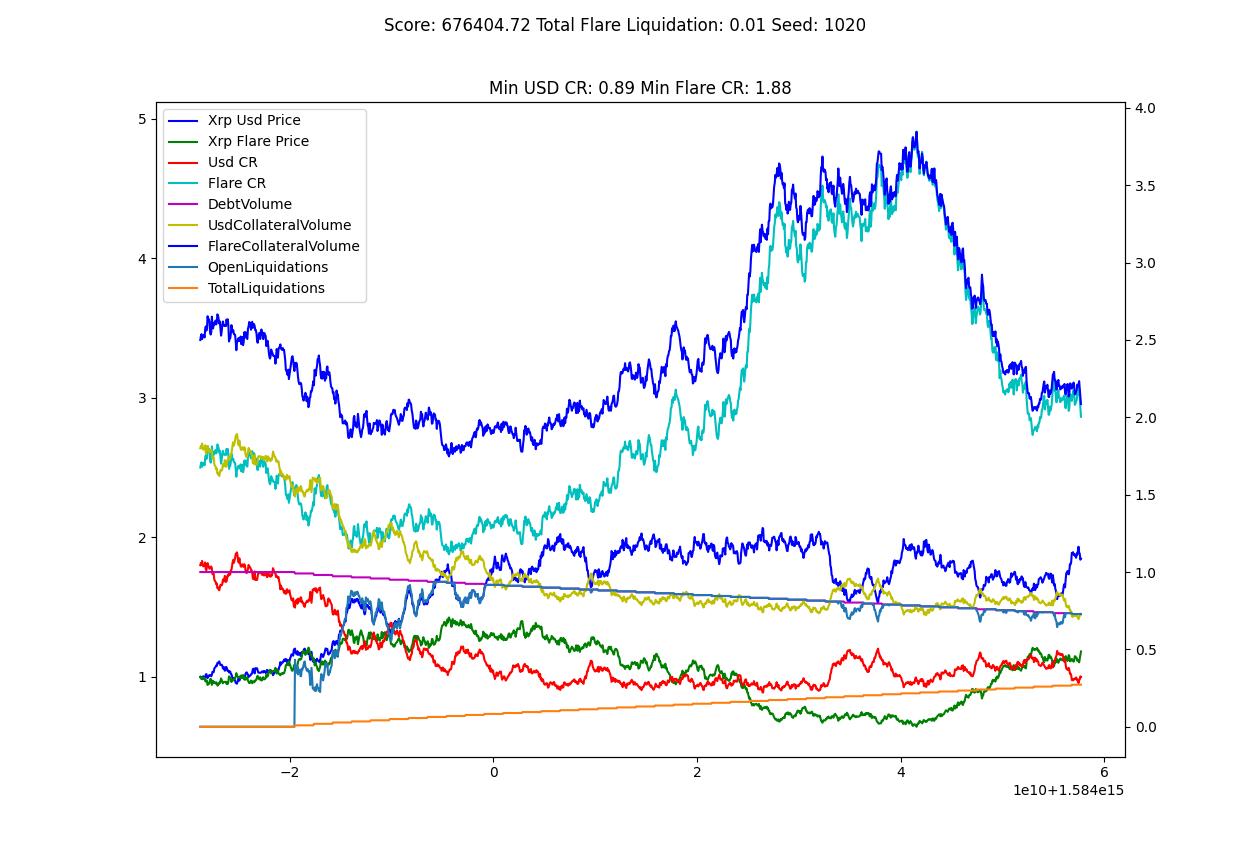 Score: 676404.72 Total Flare Liquidation: 0.01 Seed: 1020
Min USD CR: 0.89 Min Flare CR: 1.88
Xrp Usd Price
Xrp Flare Price
Usd CR
Flare CR
DebtVolume
UsdCollateralVolume
FlareCollateralVolume
OpenLiquidations
TotalLiquidations
5
4
3
2
1
4.0
3.5
3.0
2.5
2.0
1.5
1.0
0.5
0.0
−2 0 2 4 6
1e10+1.584e15